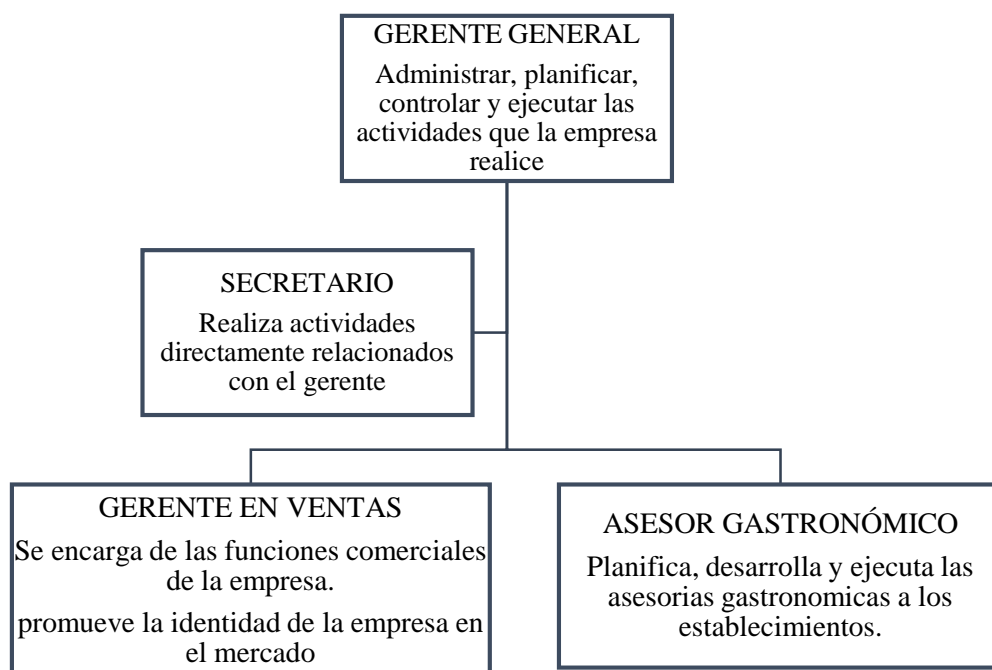 GERENTE GENERAL
Administrar, planificar,
controlar y ejecutar las
actividades que la empresa
realice
SECRETARIO
Realiza actividades
directamente relacionados
con el gerente
GERENTE EN VENTAS
Se encarga de las funciones comerciales
de la empresa.
promueve la identidad de la empresa en
el mercado
ASESOR GASTRONÓMICO
Planifica, desarrolla y ejecuta las
asesorias gastronomicas a los
establecimientos.